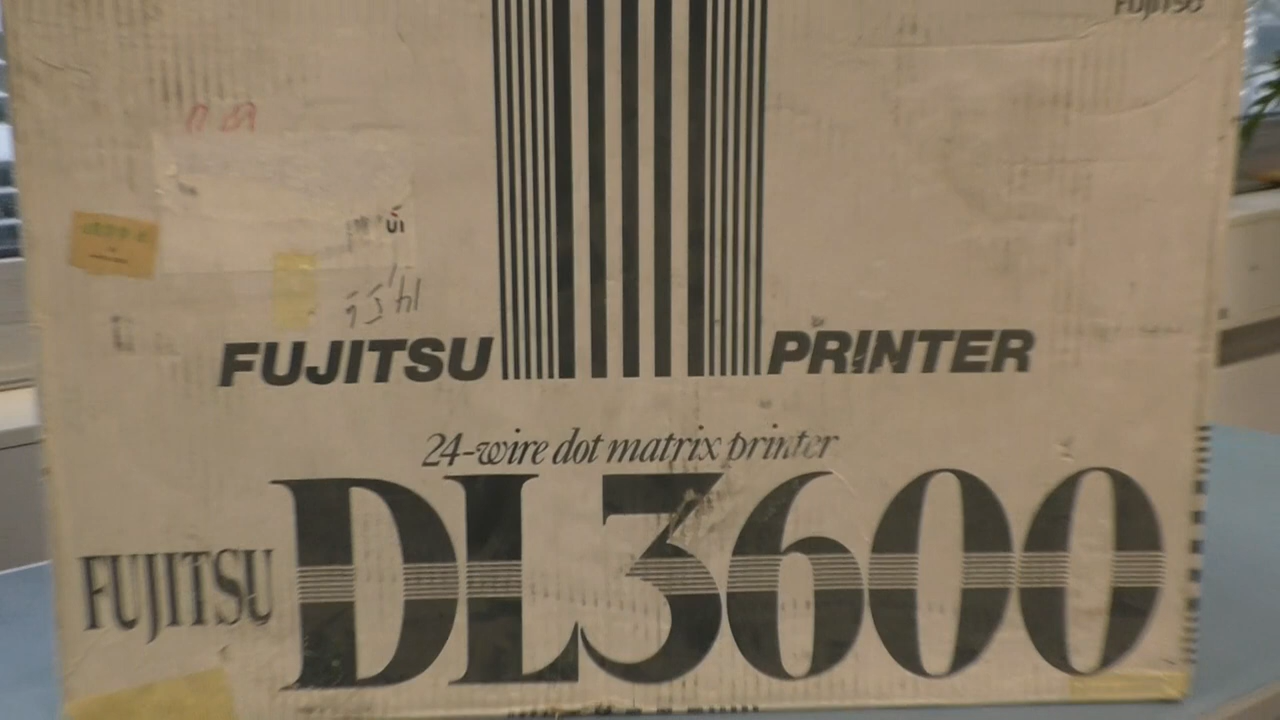 FUJITSU
FUJITSU PRINTER
24-wire dot matrix printer
FUJITSU DL3600